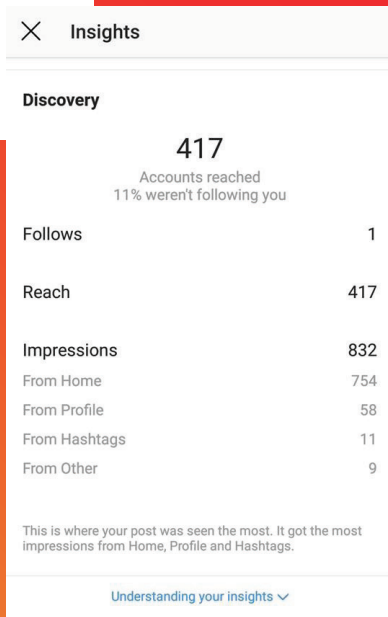 Insights
Discovery
417
Accounts reached
11% weren't following you
Follows 1
Reach 417
Impressions 832
From Home 754
From Profile 58
From Hashtags 11
From Other 9
This is where your post was seen the most. It got the most
impressions from Home, Profile and Hashtags.
Understanding your insights